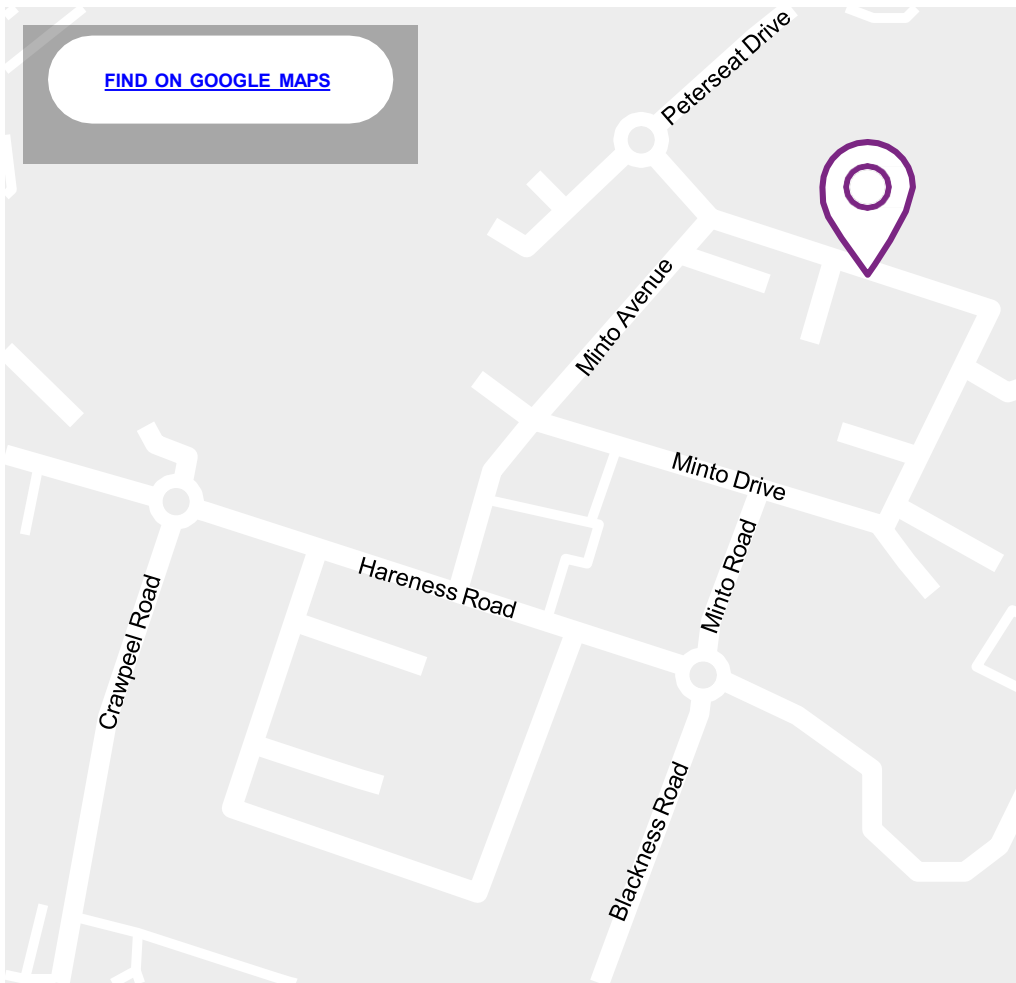 FIND ON GOOGLE MAPS
Peterseat Drive
Minto Avenue
Minto Drive
Minto Road
Hareness Road
Crawpeel Road
Blackness Road